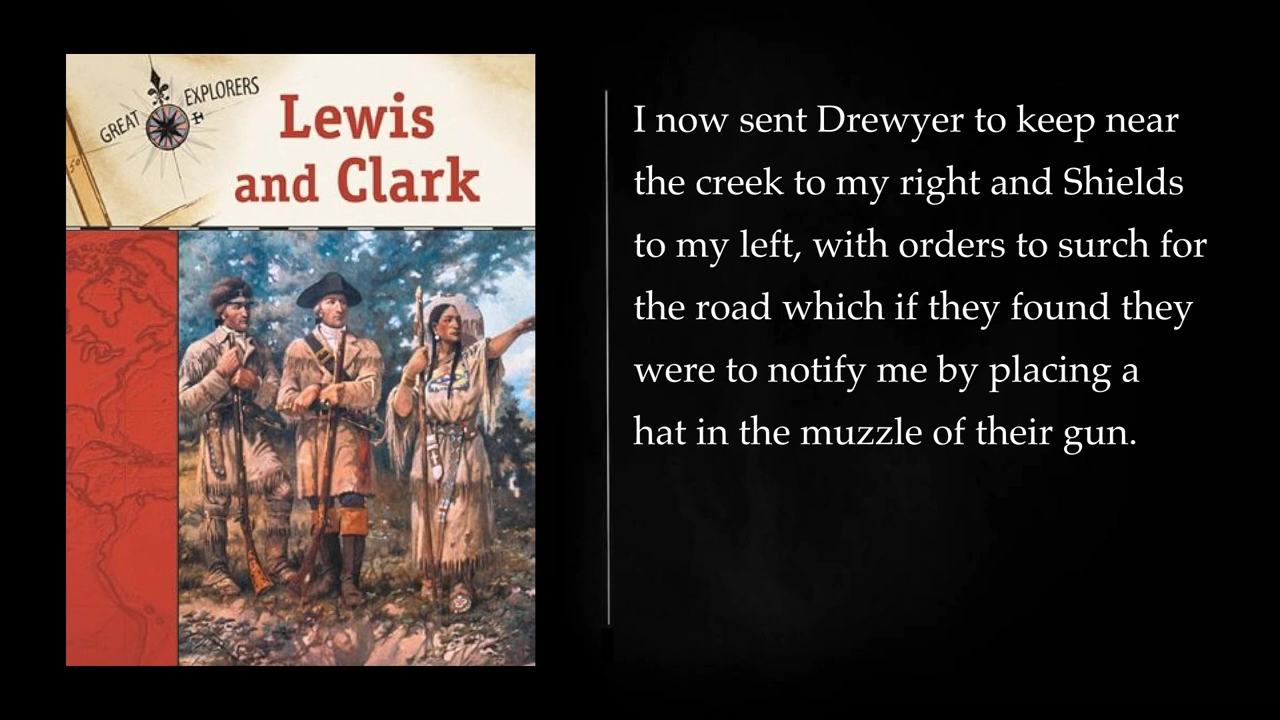 GREAT EXPLORERS
Lewis
and Clark
I now sent Drewyer to keep near
the creek to my right and Shields
to my left, with orders to surch for
the road which if they found they
were to notify me by placing a
hat in the muzzle of their gun.